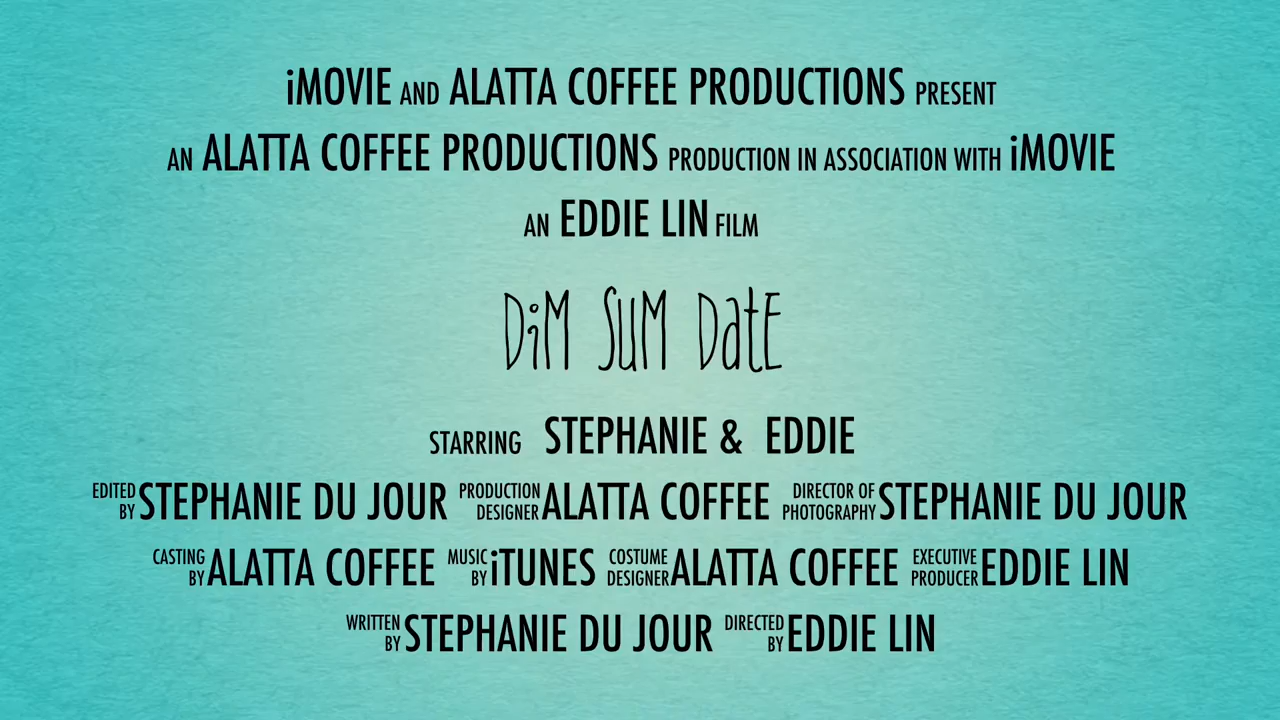 iMOVIE AND ALATTA COFFEE PRODUCTIONS PRESENT
AN ALATTA COFFEE PRODUCTIONS PRODUCTION IN ASSOCIATION WITH iMOVIE
AN EDDIE LIN FILM
DiM SuM DatE
STARRING STEPHANIE & EDDIE
EDITED BY STEPHANIE DU JOUR PRODUCTION DESIGNER ALATTA COFFEE DIRECTOR OF PHOTOGRAPHY STEPHANIE DU JOUR
CASTING BY ALATTA COFFEE MUSIC BY iTUNES COSTUME DESIGNER ALATTA COFFEE EXECUTIVE PRODUCER EDDIE LIN
WRITTEN BY STEPHANIE DU JOUR DIRECTED BY EDDIE LIN